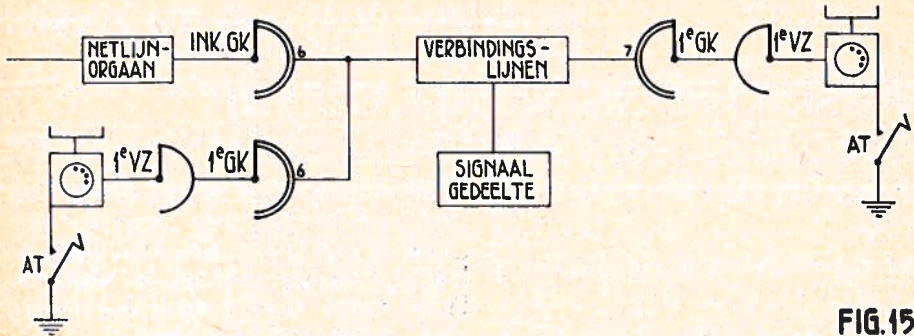 NETLIJN-
ORGAAN
INK.GK
6
VERBINDINGS-
LIJNEN
7
1eGK
1eVZ
AT
1eVZ
1eGK
6
SIGNAAL
GEDEELTE
AT
FIG.15